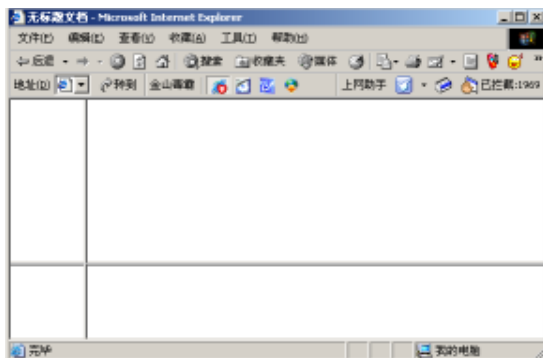 无标题文档 - Microsoft Internet Explorer
文件(F) 编辑(E) 查看(V) 收藏(A) 工具(T) 帮助(H)
后退 搜索 收藏夹 媒体 »
地址(D) 转到 金山毒霸 上网助手 已拦截:1969
完毕 我的电脑